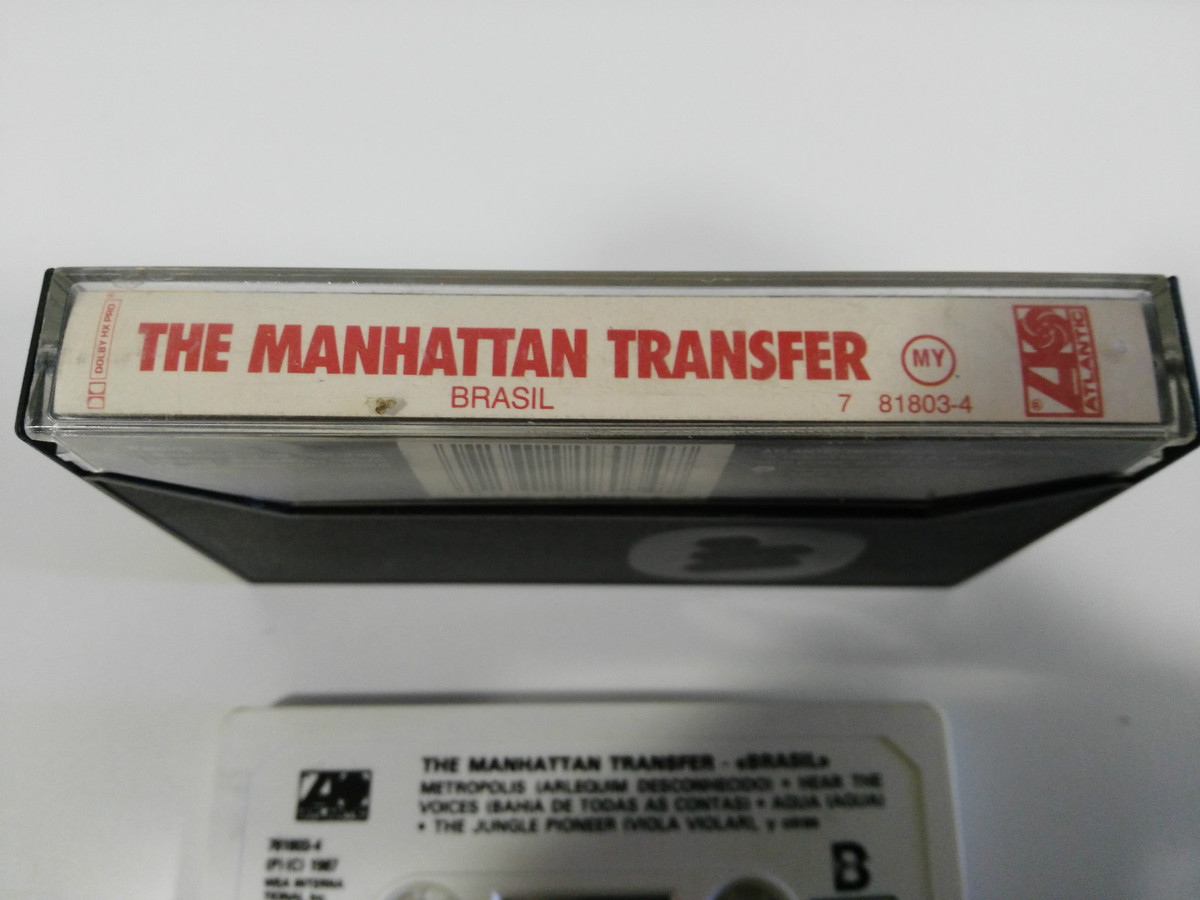 DOLBY HX PRO
THE MANHATTAN TRANSFER
BRASIL
MY
7 81803-4
ATLANTIC
®
THE MANHATTAN TRANSFER - «BRASIL»
METROPOLIS (ARLEQUIM DESCONHECIDO) • HEAR THE
VOICES (BAHIA DE TODAS AS CONTAS) • AGUA (AGUA)
• THE JUNGLE PIONEER (VIOLA VIOLAR), y otras
781803-4
(P) (C) 1987
WEA INTERNA
B